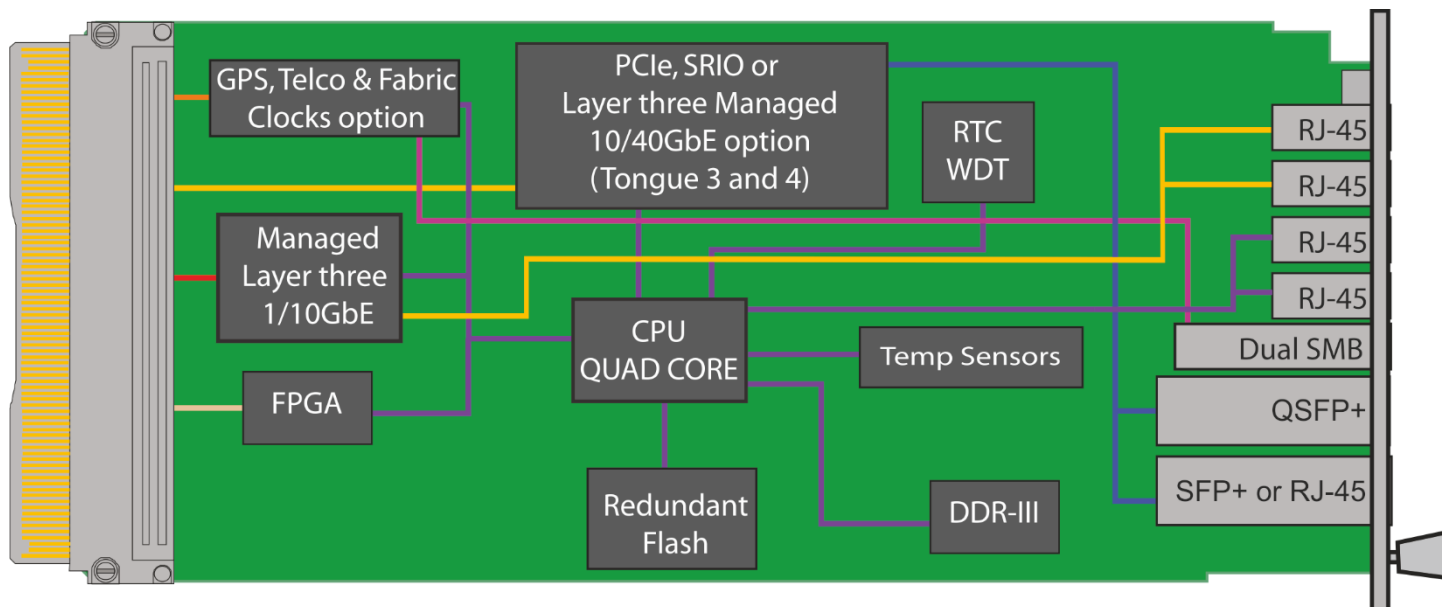 GPS, Telco & Fabric
Clocks option
PCIe, SRIO or
Layer three Managed
10/40GbE option
(Tongue 3 and 4)
RTC
WDT
RJ-45
RJ-45
RJ-45
RJ-45
Managed
Layer three
1/10GbE
CPU
QUAD CORE
Temp Sensors
Dual SMB
FPGA
QSFP+
Redundant
Flash
DDR-III
SFP+ or RJ-45